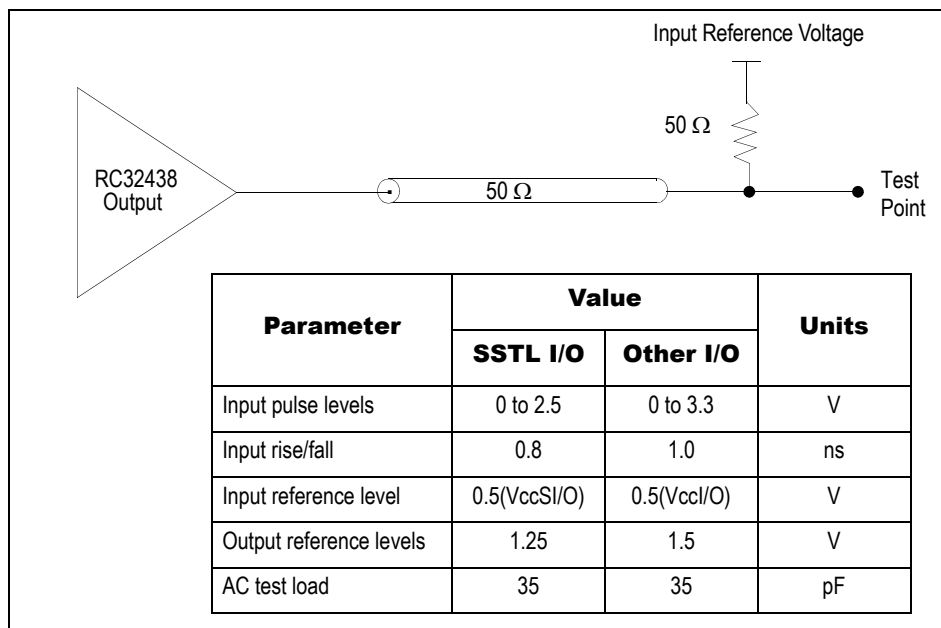 Input Reference Voltage
50 Ω
RC32438
Output
50 Ω
Test
Point
Parameter
Value
Units
SSTL I/O
Other I/O
Input pulse levels
0 to 2.5
0 to 3.3
V
Input rise/fall
0.8
1.0
ns
Input reference level
0.5(VccSI/O)
0.5(VccI/O)
V
Output reference levels
1.25
1.5
V
AC test load
35
35
pF